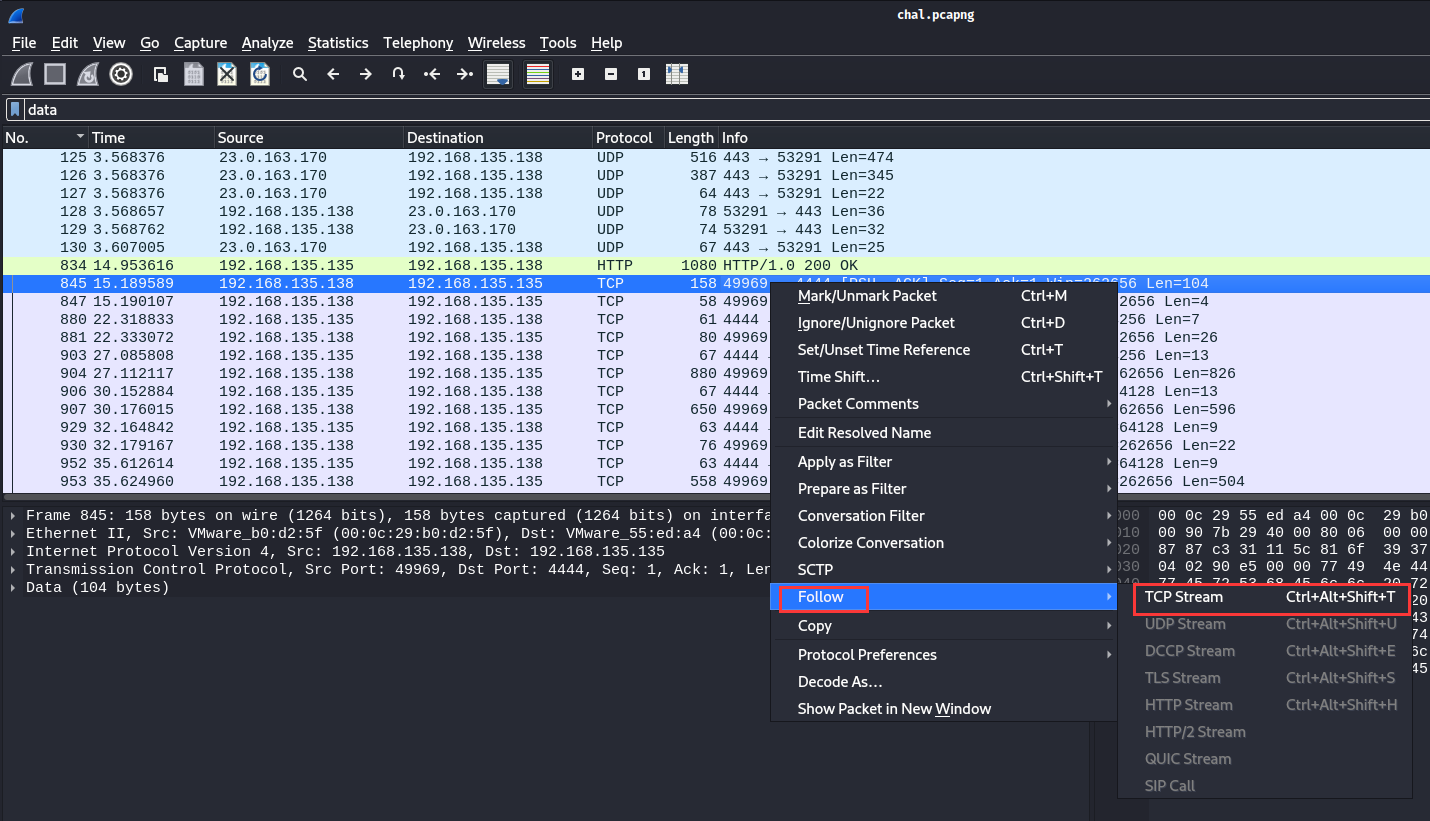 chal.pcapng
File Edit View Go Capture Analyze Statistics Telephony Wireless Tools Help
data
No. Time Source Destination Protocol Length Info
125 3.568376 23.0.163.170 192.168.135.138 UDP 516 443 → 53291 Len=474
126 3.568376 23.0.163.170 192.168.135.138 UDP 387 443 → 53291 Len=345
127 3.568376 23.0.163.170 192.168.135.138 UDP 64 443 → 53291 Len=22
128 3.568657 192.168.135.138 23.0.163.170 UDP 78 53291 → 443 Len=36
129 3.568762 192.168.135.138 23.0.163.170 UDP 74 53291 → 443 Len=32
130 3.607005 23.0.163.170 192.168.135.138 UDP 67 443 → 53291 Len=25
834 14.953616 192.168.135.135 192.168.135.138 HTTP 1080 HTTP/1.0 200 OK
845 15.189589 192.168.135.138 192.168.135.135 TCP 158 49969 → 4444 [PSH, ACK] Seq=1 Ack=1 Win=262656 Len=104
847 15.190107 192.168.135.138 192.168.135.135 TCP 58 49969 262656 Len=4
880 22.318833 192.168.135.135 192.168.135.138 TCP 61 4444 256 Len=7
881 22.333072 192.168.135.138 192.168.135.135 TCP 80 49969 262656 Len=26
903 27.085808 192.168.135.135 192.168.135.138 TCP 67 4444 256 Len=13
904 27.112117 192.168.135.138 192.168.135.135 TCP 880 49969 262656 Len=826
906 30.152884 192.168.135.135 192.168.135.138 TCP 67 4444 64128 Len=13
907 30.176015 192.168.135.138 192.168.135.135 TCP 650 49969 62656 Len=596
929 32.164842 192.168.135.135 192.168.135.138 TCP 63 4444 64128 Len=9
930 32.179167 192.168.135.138 192.168.135.135 TCP 76 49969 262656 Len=22
952 35.612614 192.168.135.135 192.168.135.138 TCP 63 4444 64128 Len=9
953 35.624960 192.168.135.138 192.168.135.135 TCP 558 49969 262656 Len=504
Mark/Unmark Packet Ctrl+M
Ignore/Unignore Packet Ctrl+D
Set/Unset Time Reference Ctrl+T
Time Shift… Ctrl+Shift+T
Packet Comments
Edit Resolved Name
Apply as Filter
Prepare as Filter
Conversation Filter
Colorize Conversation
SCTP
Follow
Copy
Protocol Preferences
Decode As…
Show Packet in New Window
TCP Stream Ctrl+Alt+Shift+T
UDP Stream Ctrl+Alt+Shift+U
DCCP Stream Ctrl+Alt+Shift+E
TLS Stream Ctrl+Alt+Shift+S
HTTP Stream Ctrl+Alt+Shift+H
HTTP/2 Stream
QUIC Stream
SIP Call
Frame 845: 158 bytes on wire (1264 bits), 158 bytes captured (1264 bits) on interfa
Ethernet II, Src: VMware_b0:d2:5f (00:0c:29:b0:d2:5f), Dst: VMware_55:ed:a4 (00:0c:
Internet Protocol Version 4, Src: 192.168.135.138, Dst: 192.168.135.135
Transmission Control Protocol, Src Port: 49969, Dst Port: 4444, Seq: 1, Ack: 1, Len
Data (104 bytes)
000 00 0c 29 55 ed a4 00 0c 29 b0
010 00 90 7b 29 40 00 80 06 00 00
020 87 87 c3 31 11 5c 81 6f 39 37
030 04 02 90 e5 00 00 77 49 4e 44
040 77 45 72 53 68 45 6c 6c 20 72
20
43
74
6c
45